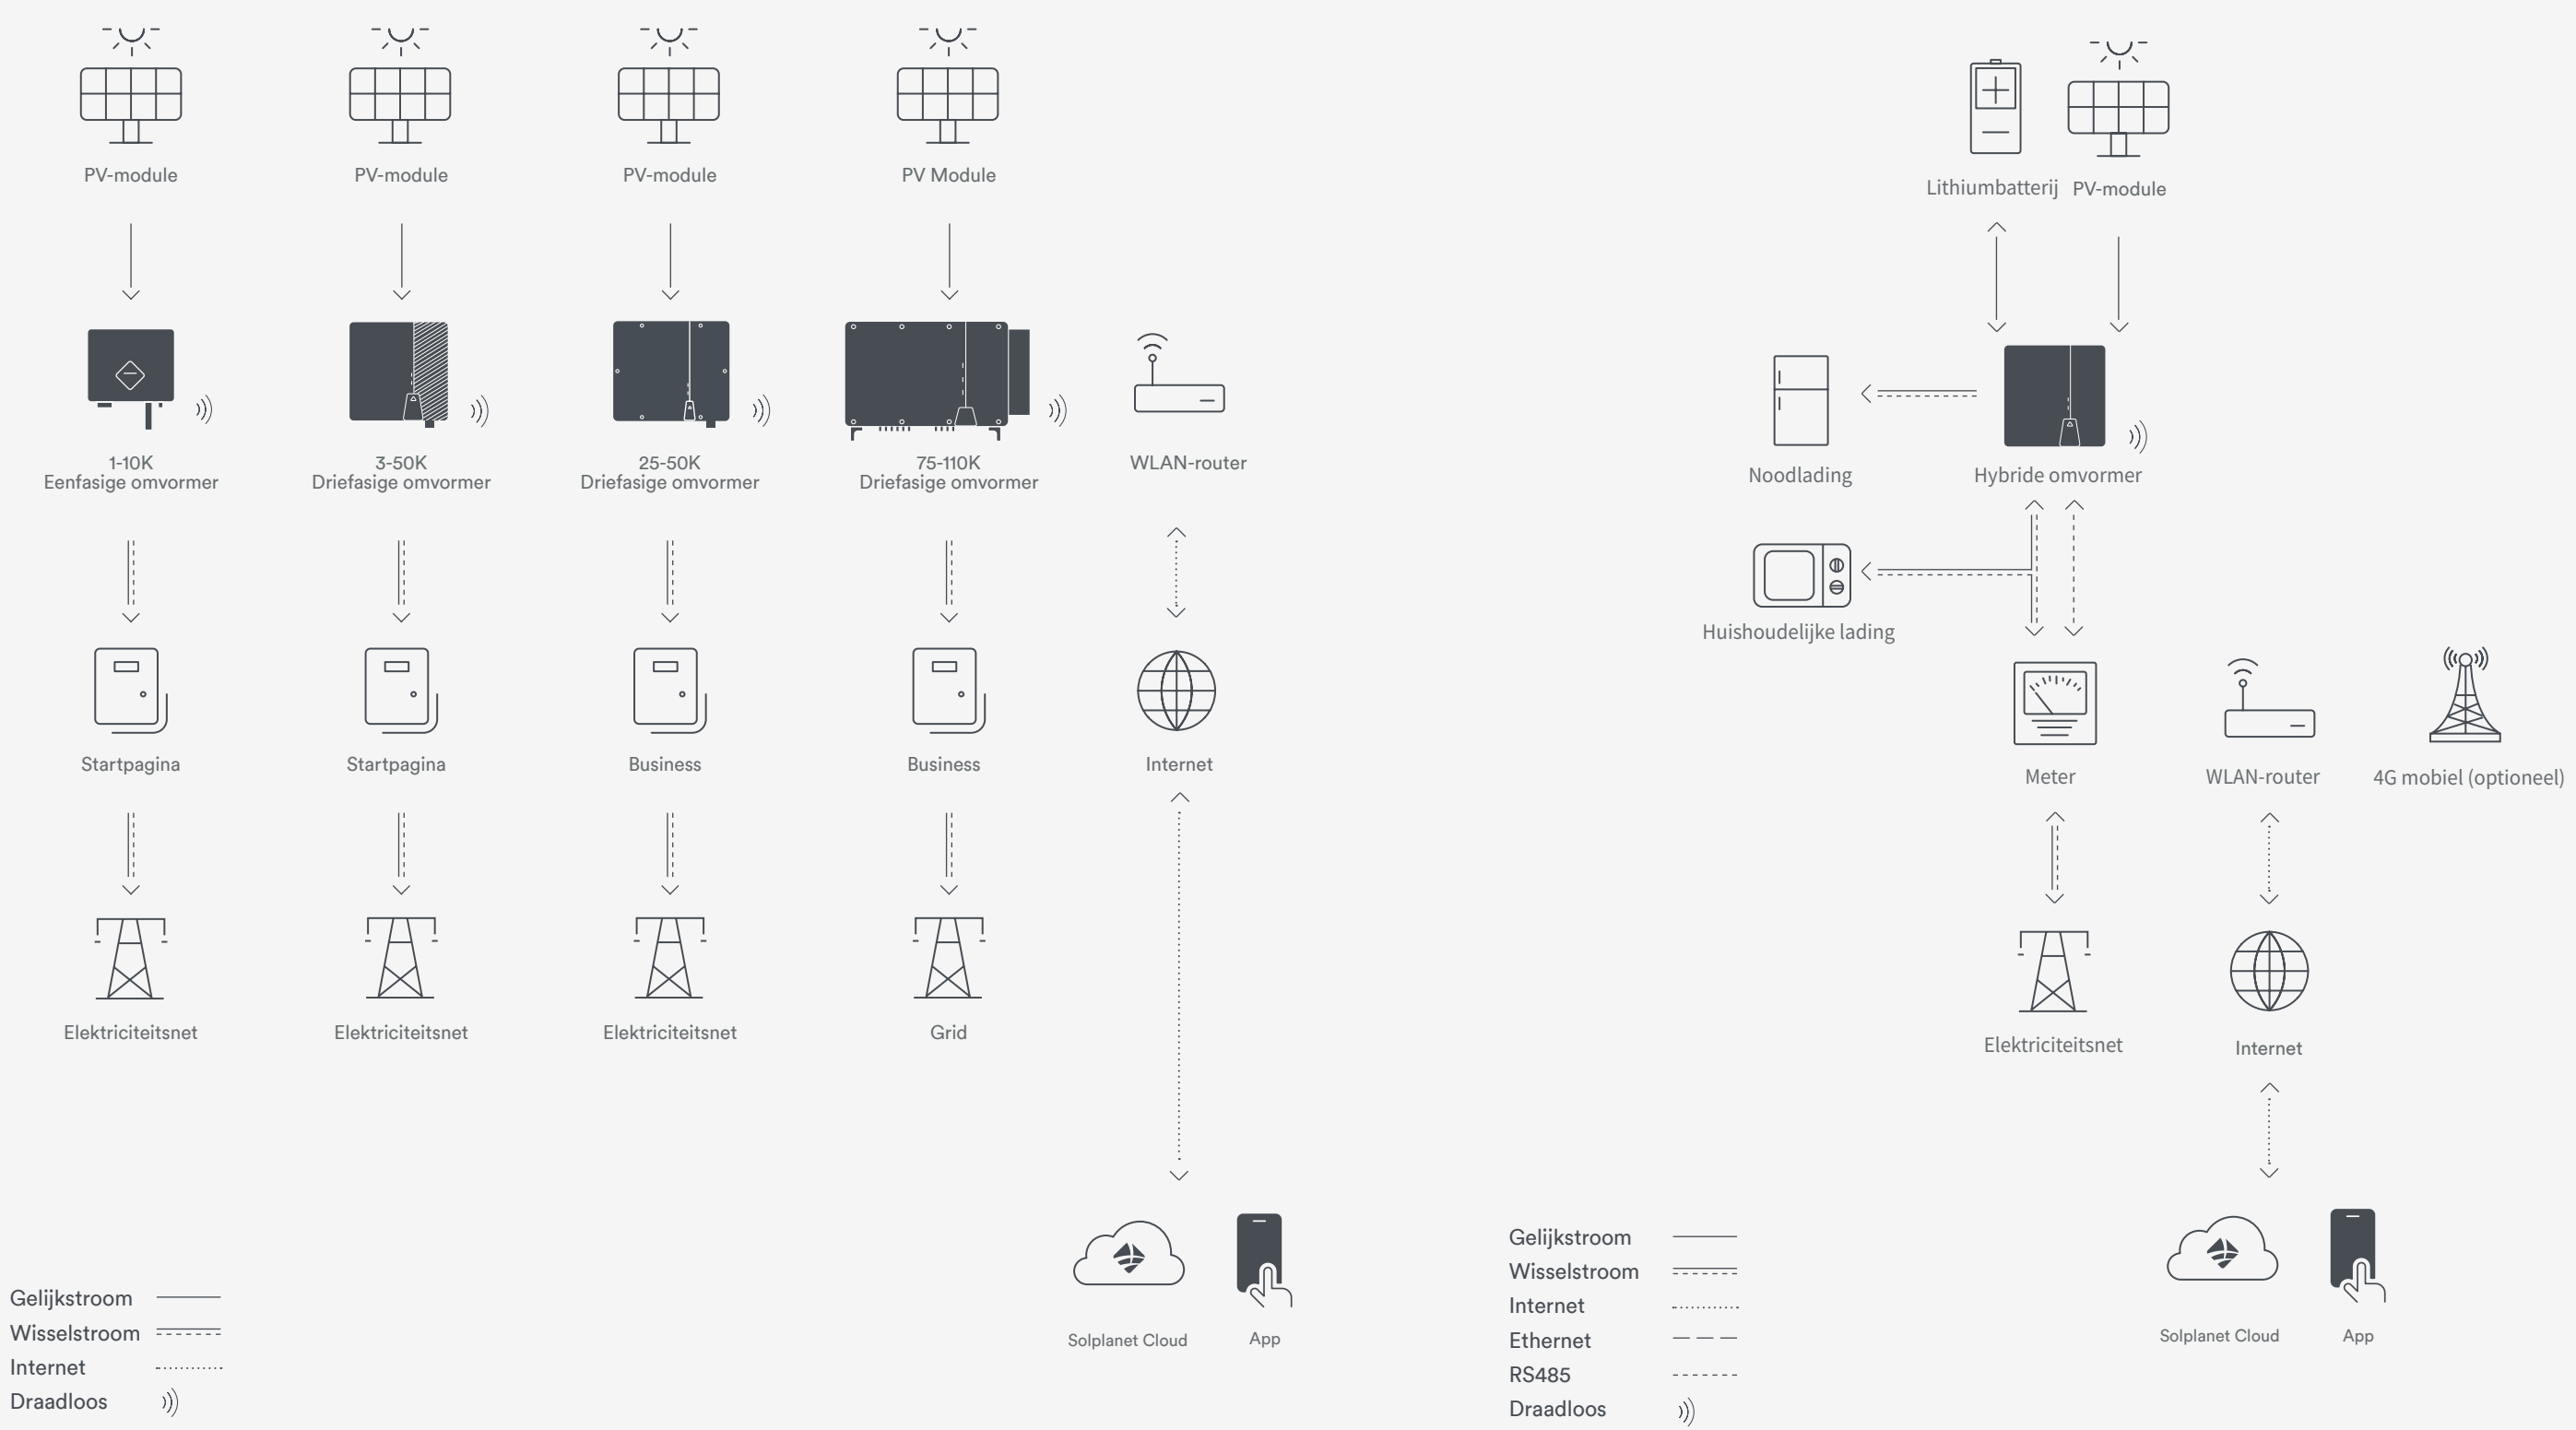 PV-module
PV-module
PV-module
PV Module
Lithiumbatterij
PV-module
1-10K
Eenfasige omvormer
3-50K
Driefasige omvormer
25-50K
Driefasige omvormer
75-110K
Driefasige omvormer
WLAN-router
Noodlading
Hybride omvormer
Huishoudelijke lading
Startpagina
Startpagina
Business
Business
Internet
Meter
WLAN-router
4G mobiel (optioneel)
Elektriciteitsnet
Elektriciteitsnet
Elektriciteitsnet
Grid
Elektriciteitsnet
Internet
Solplanet Cloud
App
Solplanet Cloud
App
Gelijkstroom
Wisselstroom
Internet
Draadloos
Gelijkstroom
Wisselstroom
Internet
Ethernet
RS485
Draadloos